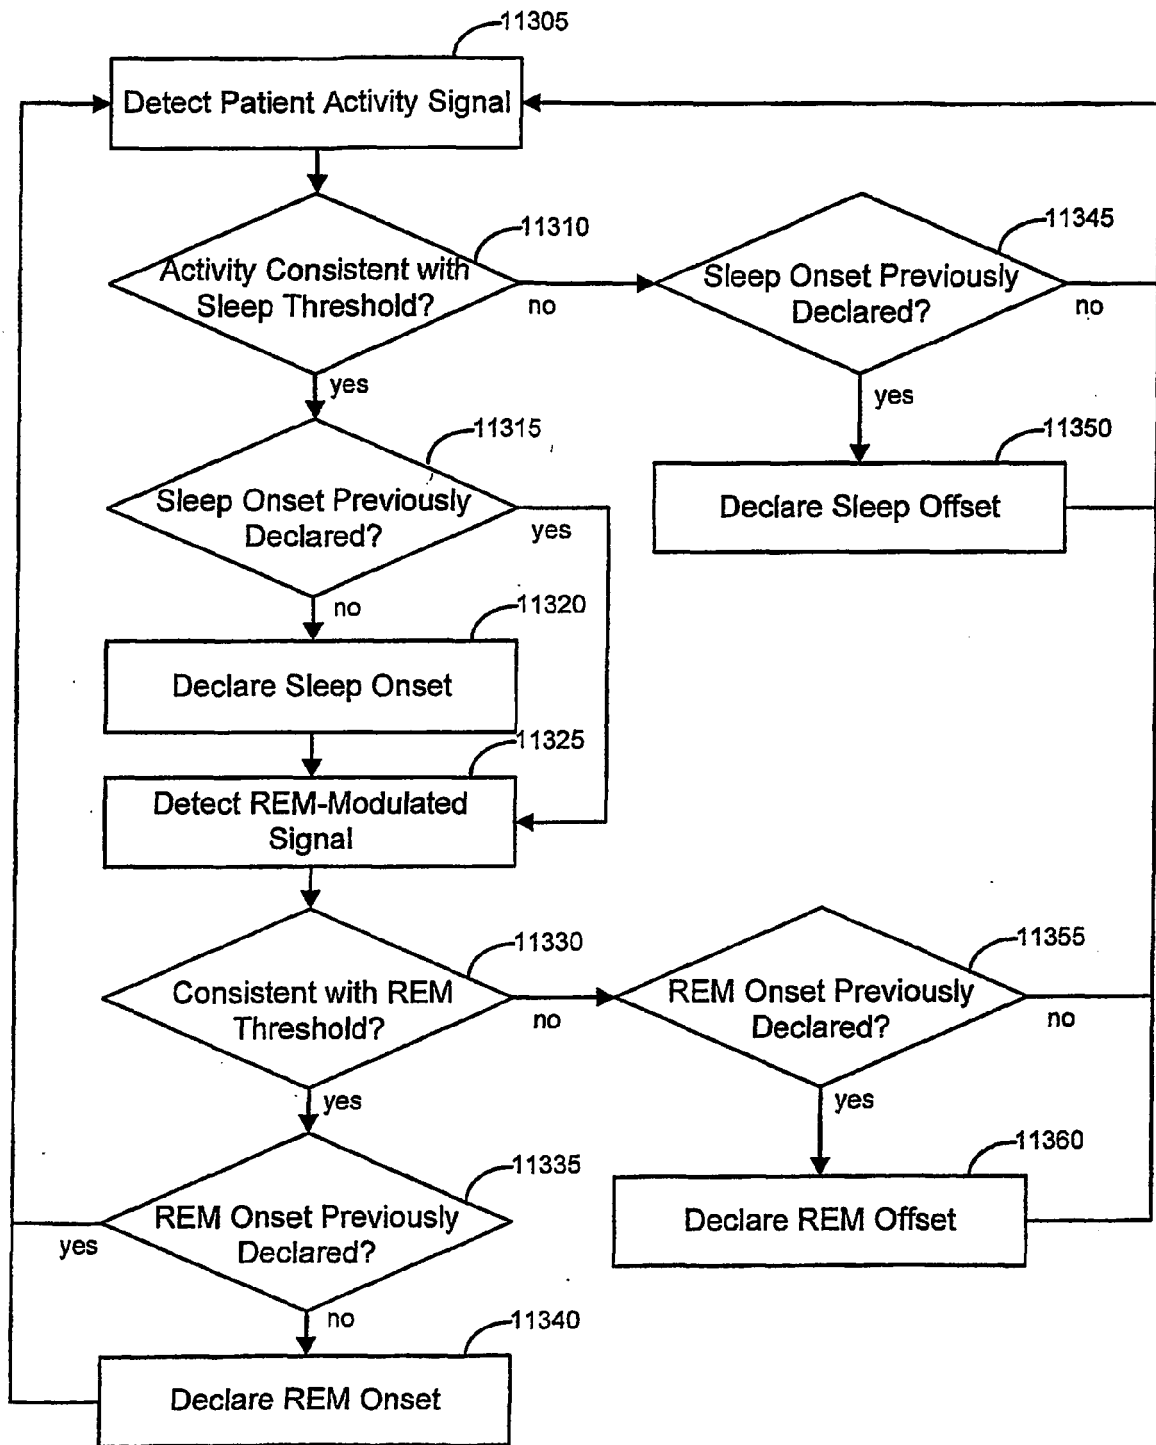 11305
Detect Patient Activity Signal
11310
Activity Consistent with
Sleep Threshold?
no
yes
11345
Sleep Onset Previously
Declared?
no
yes
11315
Sleep Onset Previously
Declared?
yes
no
11350
Declare Sleep Offset
11320
Declare Sleep Onset
11325
Detect REM-Modulated
Signal
11330
Consistent with REM
Threshold?
no
yes
11355
REM Onset Previously
Declared?
no
yes
11335
REM Onset Previously
Declared?
yes
no
11360
Declare REM Offset
11340
Declare REM Onset